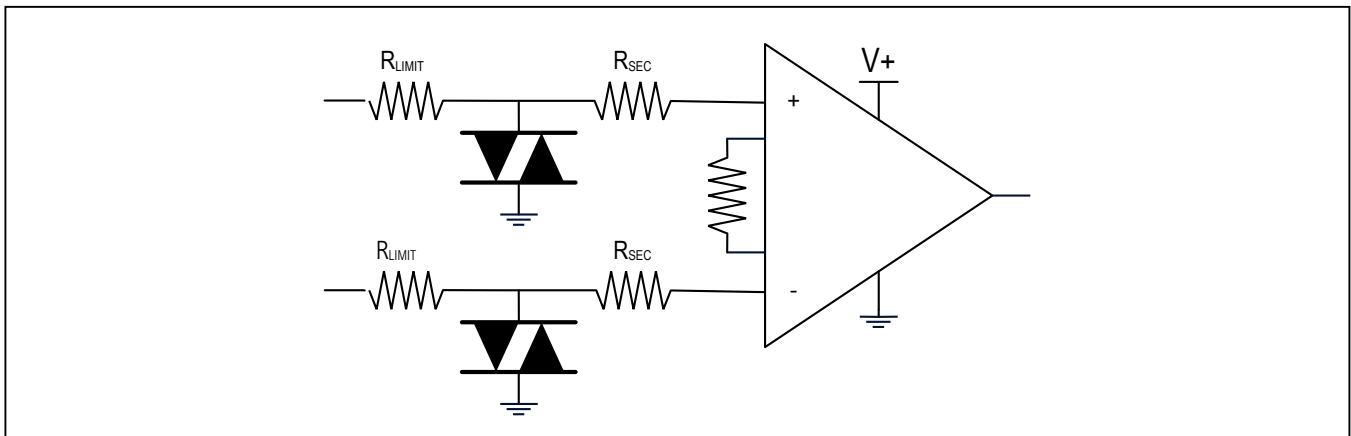 RLIMIT
RSEC
V+
+
RLIMIT
RSEC
-